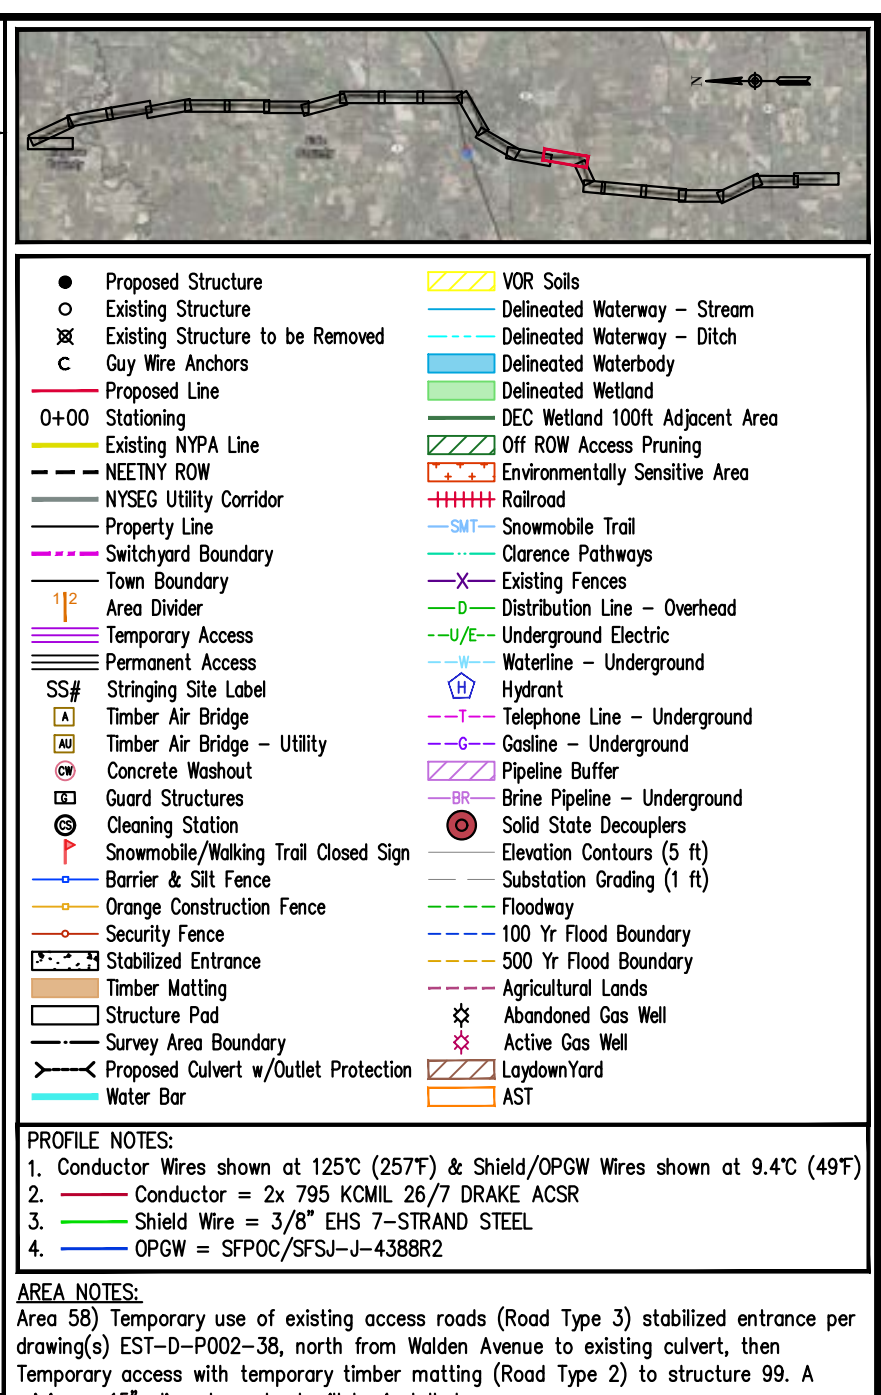 N
Proposed Structure
Existing Structure
Existing Structure to be Removed
C Guy Wire Anchors
Proposed Line
0+00 Stationing
Existing NYPA Line
NEETNY ROW
NYSEG Utility Corridor
Property Line
Switchyard Boundary
Town Boundary
1 2 Area Divider
Temporary Access
Permanent Access
SS# Stringing Site Label
A Timber Air Bridge
AU Timber Air Bridge – Utility
CW Concrete Washout
G Guard Structures
CS Cleaning Station
Snowmobile/Walking Trail Closed Sign
Barrier & Silt Fence
Orange Construction Fence
Security Fence
Stabilized Entrance
Timber Matting
Structure Pad
Survey Area Boundary
Proposed Culvert w/Outlet Protection
Water Bar
VOR Soils
Delineated Waterway – Stream
Delineated Waterway – Ditch
Delineated Waterbody
Delineated Wetland
DEC Wetland 100ft Adjacent Area
Off ROW Access Pruning
Environmentally Sensitive Area
Railroad
SMT Snowmobile Trail
Clarence Pathways
X Existing Fences
D Distribution Line – Overhead
U/E Underground Electric
W Waterline – Underground
H Hydrant
T Telephone Line – Underground
G Gasline – Underground
Pipeline Buffer
BR Brine Pipeline – Underground
Solid State Decouplers
Elevation Contours (5 ft)
Substation Grading (1 ft)
Floodway
100 Yr Flood Boundary
500 Yr Flood Boundary
Agricultural Lands
Abandoned Gas Well
Active Gas Well
LaydownYard
AST
PROFILE NOTES:
1. Conductor Wires shown at 125°C (257°F) & Shield/OPGW Wires shown at 9.4°C (49°F)
2. Conductor = 2x 795 KCMIL 26/7 DRAKE ACSR
3. Shield Wire = 3/8" EHS 7–STRAND STEEL
4. OPGW = SFPOC/SFSJ–J–4388R2
AREA NOTES:
Area 58) Temporary use of existing access roads (Road Type 3) stabilized entrance per
drawing(s) EST–D–P002–38, north from Walden Avenue to existing culvert, then
Temporary access with temporary timber matting (Road Type 2) to structure 99. A